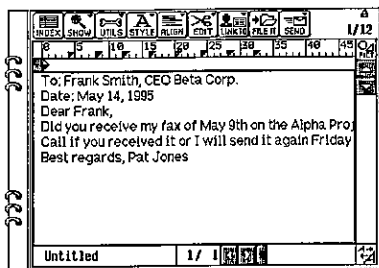 INDEX SHOW UTILS STYLE ALIGN EDIT LINKTO FILE IT SEND 1/12
0 5 10 15 20 25 30 35 40 45
To: Frank Smith, CEO Beta Corp.
Date: May 14, 1995
Dear Frank,
Did you receive my fax of May 9th on the Alpha Proj
Call if you received it or I will send it again Friday
Best regards, Pat Jones
Untitled 1/ 1